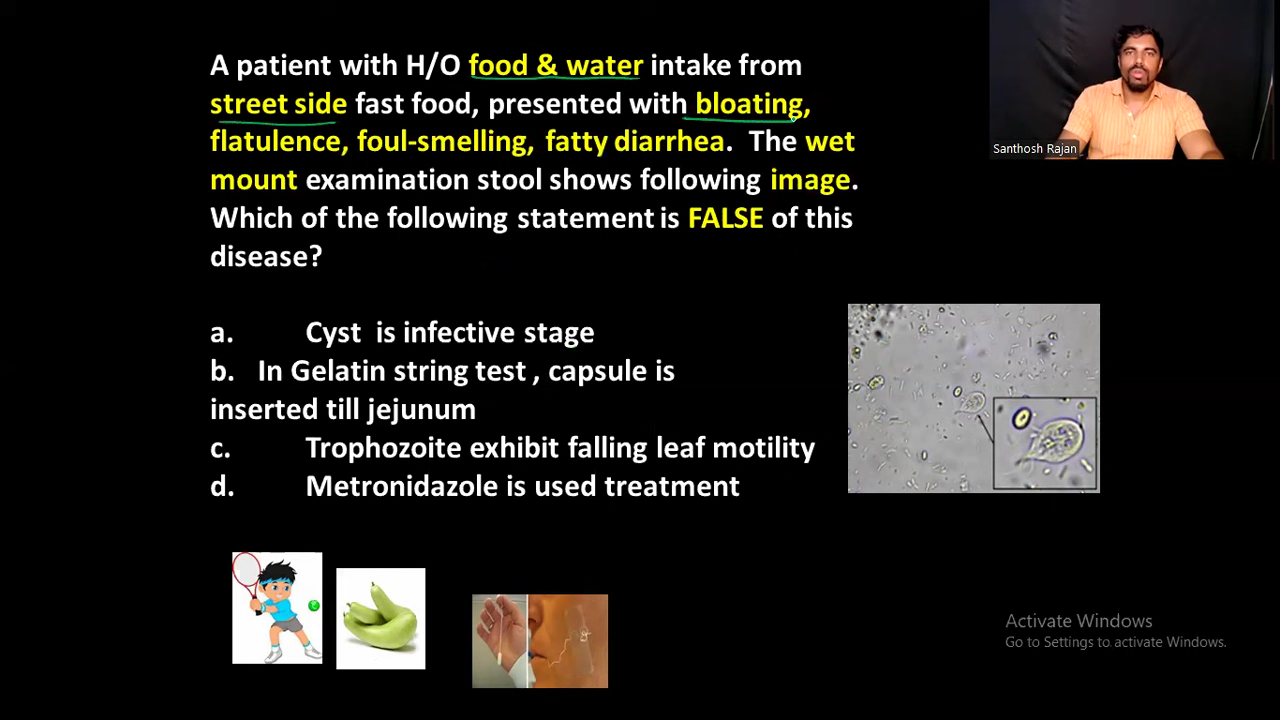 A patient with H/O food & water intake from
street side fast food, presented with bloating,
flatulence, foul-smelling, fatty diarrhea. The wet
mount examination stool shows following image.
Which of the following statement is FALSE of this
disease?
a. Cyst is infective stage
b. In Gelatin string test , capsule is
inserted till jejunum
c. Trophozoite exhibit falling leaf motility
d. Metronidazole is used treatment
Santhosh Rajan
Activate Windows
Go to Settings to activate Windows.